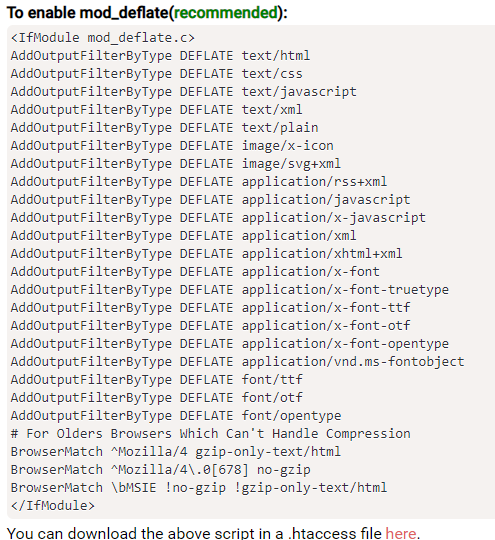 To enable mod_deflate(recommended):
<IfModule mod_deflate.c>
AddOutputFilterByType DEFLATE text/html
AddOutputFilterByType DEFLATE text/css
AddOutputFilterByType DEFLATE text/javascript
AddOutputFilterByType DEFLATE text/xml
AddOutputFilterByType DEFLATE text/plain
AddOutputFilterByType DEFLATE image/x-icon
AddOutputFilterByType DEFLATE image/svg+xml
AddOutputFilterByType DEFLATE application/rss+xml
AddOutputFilterByType DEFLATE application/javascript
AddOutputFilterByType DEFLATE application/x-javascript
AddOutputFilterByType DEFLATE application/xml
AddOutputFilterByType DEFLATE application/xhtml+xml
AddOutputFilterByType DEFLATE application/x-font
AddOutputFilterByType DEFLATE application/x-font-truetype
AddOutputFilterByType DEFLATE application/x-font-ttf
AddOutputFilterByType DEFLATE application/x-font-otf
AddOutputFilterByType DEFLATE application/x-font-opentype
AddOutputFilterByType DEFLATE application/vnd.ms-fontobject
AddOutputFilterByType DEFLATE font/ttf
AddOutputFilterByType DEFLATE font/otf
AddOutputFilterByType DEFLATE font/opentype
# For Olders Browsers Which Can't Handle Compression
BrowserMatch ^Mozilla/4 gzip-only-text/html
BrowserMatch ^Mozilla/4\.0[678] no-gzip
BrowserMatch \bMSIE !no-gzip !gzip-only-text/html
</IfModule>
You can download the above script in a .htaccess file here.